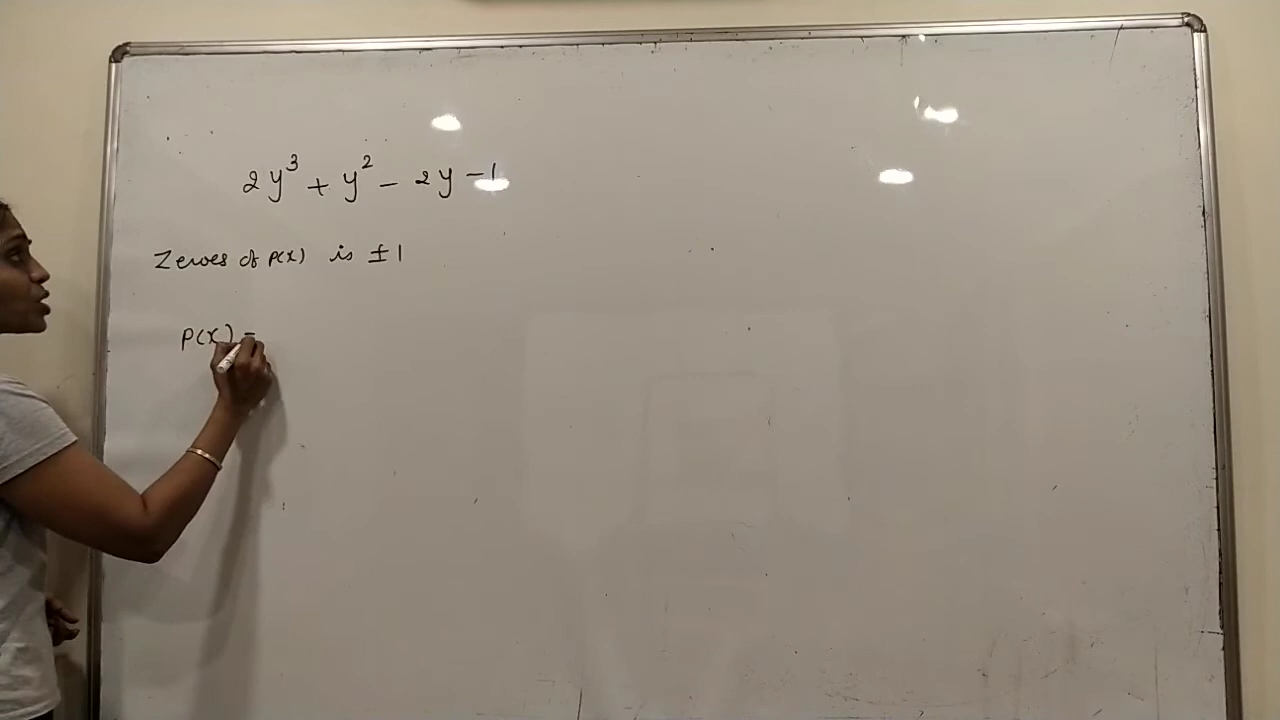 2y³ + y² - 2y - 1
Zeroes of p(x) is ±1
P(x) =